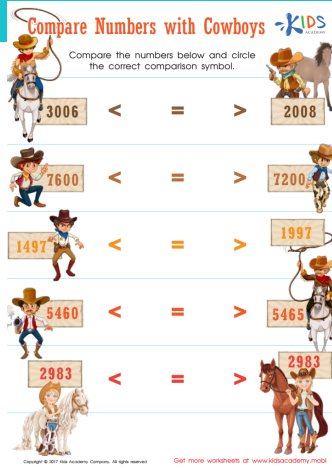 Compare Numbers with Cowboys
KIDS
ACADEMY
Compare the numbers below and circle
the correct comparison symbol.
3006 < = > 2008
7600 < = > 7200
1497 < = > 1997
5460 < = > 5465
2983 < = > 2983
Copyright © 2017 Kids Academy Company. All rights reserved
Get more worksheets at www.kidsacademy.mobi